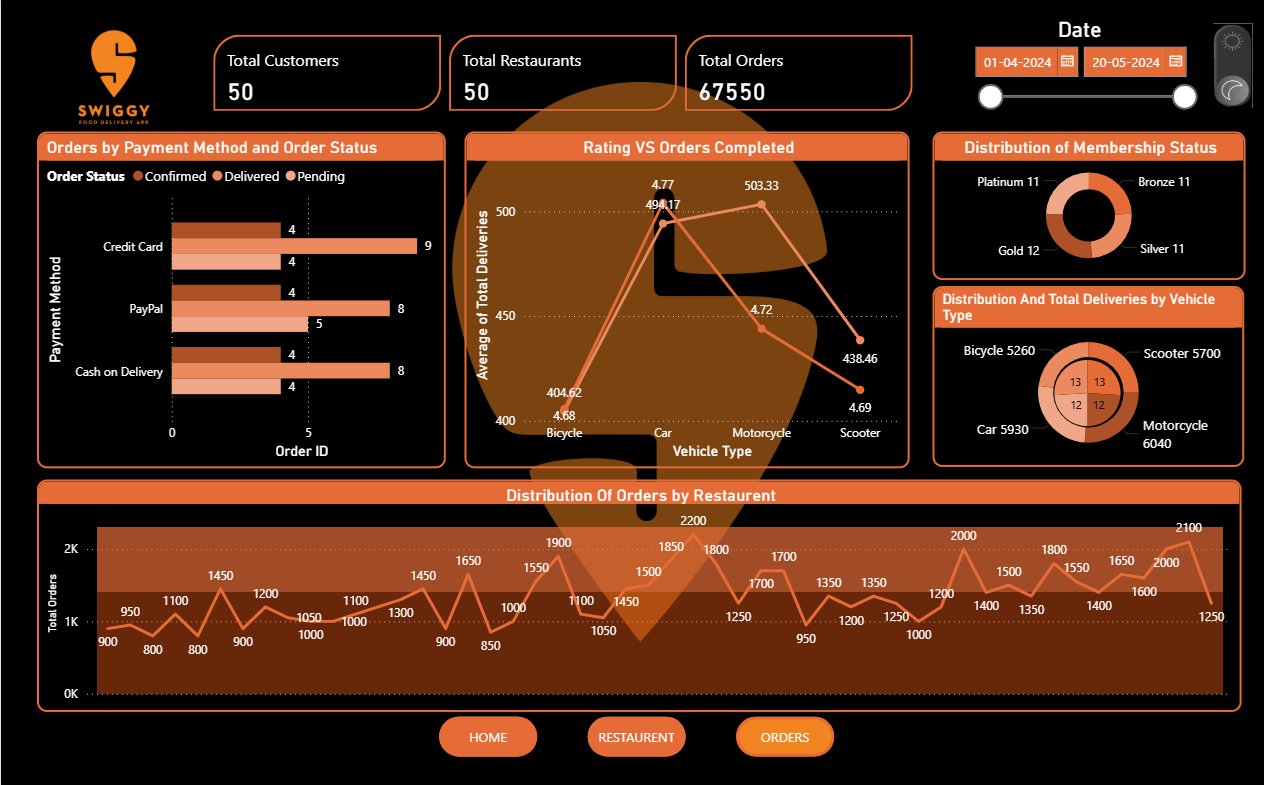 SWIGGY
FOOD DELIVERY APP
Total Customers
50
Total Restaurants
50
Total Orders
67550
Date
01-04-2024
20-05-2024
Orders by Payment Method and Order Status
Order Status Confirmed Delivered Pending
Payment Method
Credit Card
4
9
4
PayPal
4
8
5
Cash on Delivery
4
8
4
0 5
Order ID
Rating VS Orders Completed
Average of Total Deliveries
500
450
400
4.77
494.17
503.33
4.72
438.46
404.62
4.68
4.69
Bicycle Car Motorcycle Scooter
Vehicle Type
Distribution of Membership Status
Platinum 11
Bronze 11
Gold 12
Silver 11
Distribution And Total Deliveries by Vehicle
Type
Bicycle 5260
Scooter 5700
13 13
12 12
Car 5930
Motorcycle
6040
Distribution Of Orders by Restaurent
Total Orders
2K
1K
0K
900
950
800
1100
800
1450
900
1200
1050
1000
1100
1000
1300
1450
900
1650
850
1000
1550
1900
1100
1050
1450
1500
1850
2200
1800
1250
1700
1700
950
1350
1200
1350
1250
1000
1200
2000
1400
1500
1350
1800
1550
1400
1650
1600
2000
2100
1250
HOME
RESTAURENT
ORDERS